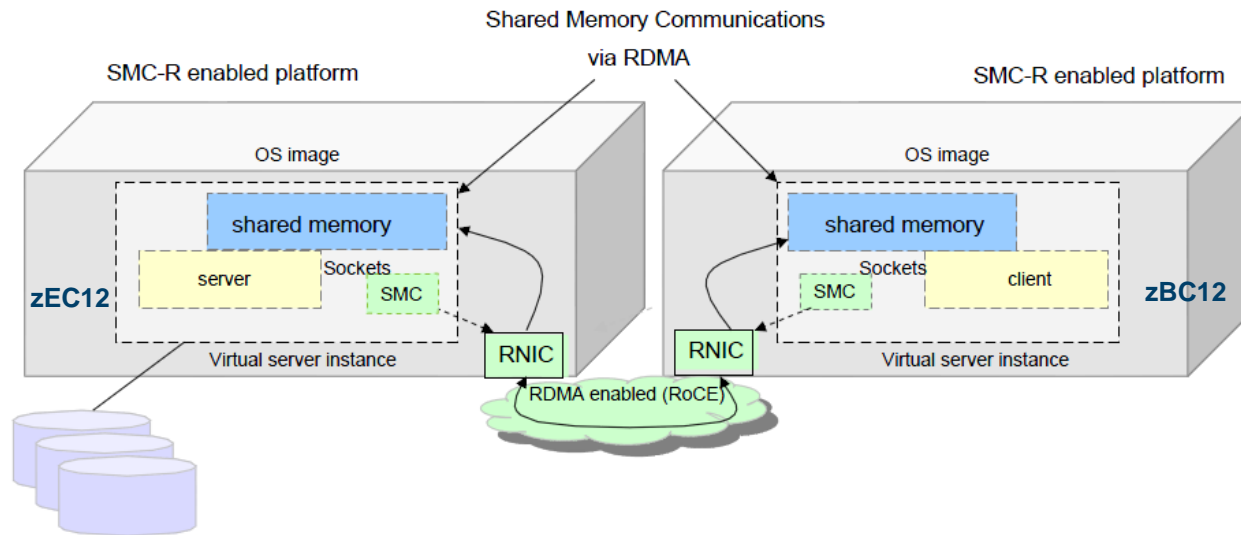 Shared Memory Communications
via RDMA
SMC-R enabled platform
SMC-R enabled platform
OS image
OS image
shared memory
shared memory
Sockets
Sockets
server
client
SMC
SMC
zEC12
zBC12
RNIC
RNIC
Virtual server instance
Virtual server instance
RDMA enabled (RoCE)